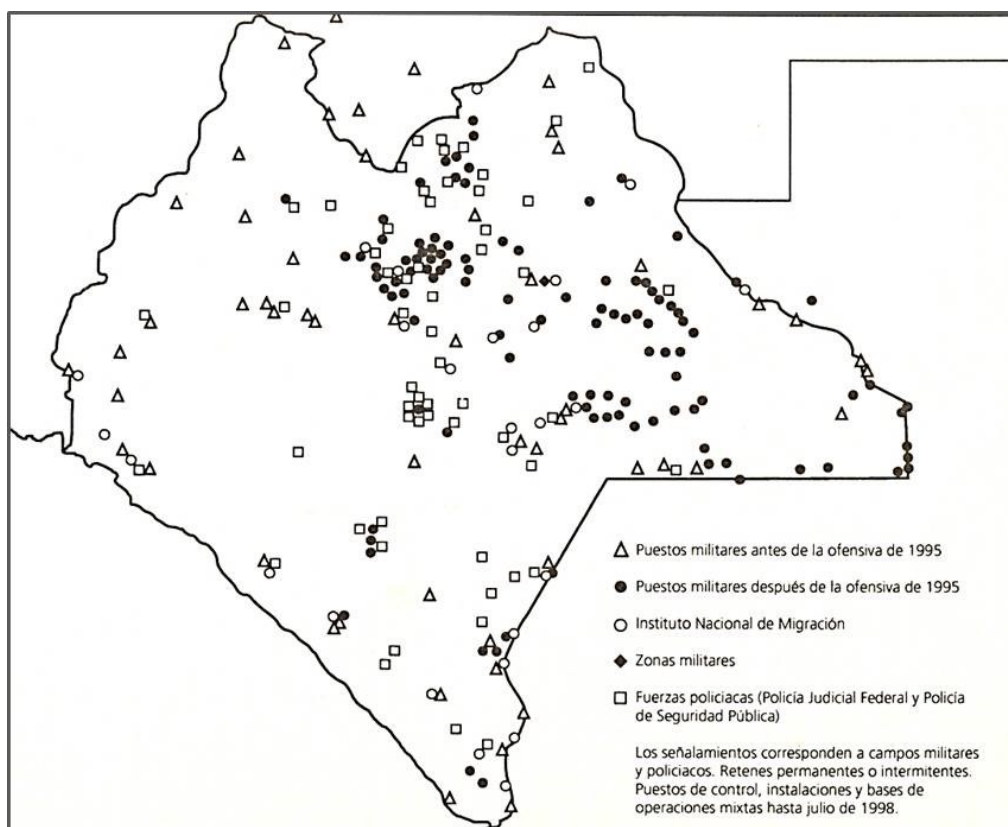 Puestos militares antes de la ofensiva de 1995
Puestos militares después de la ofensiva de 1995
Instituto Nacional de Migración
Zonas militares
Fuerzas policiacas (Policía Judicial Federal y Policía
de Seguridad Pública)
Los señalamientos corresponden a campos militares
y policiacos. Retenes permanentes o intermitentes.
Puestos de control, instalaciones y bases de
operaciones mixtas hasta julio de 1998.